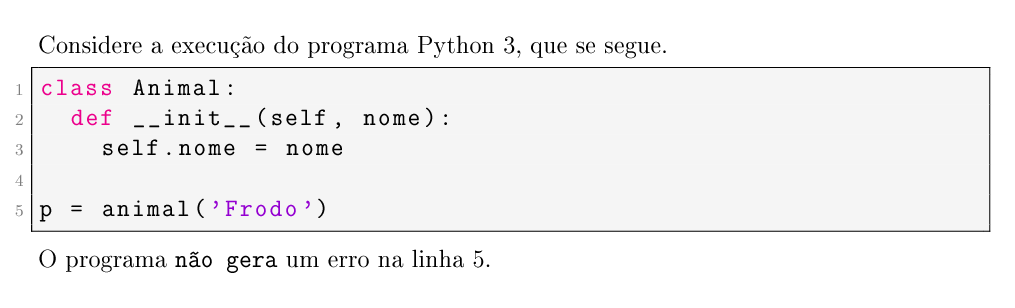 Considere a execução do programa Python 3, que se segue.
1 class Animal:
2   def __init__(self, nome):
3     self.nome = nome
4
5 p = animal('Frodo')
O programa não gera um erro na linha 5.